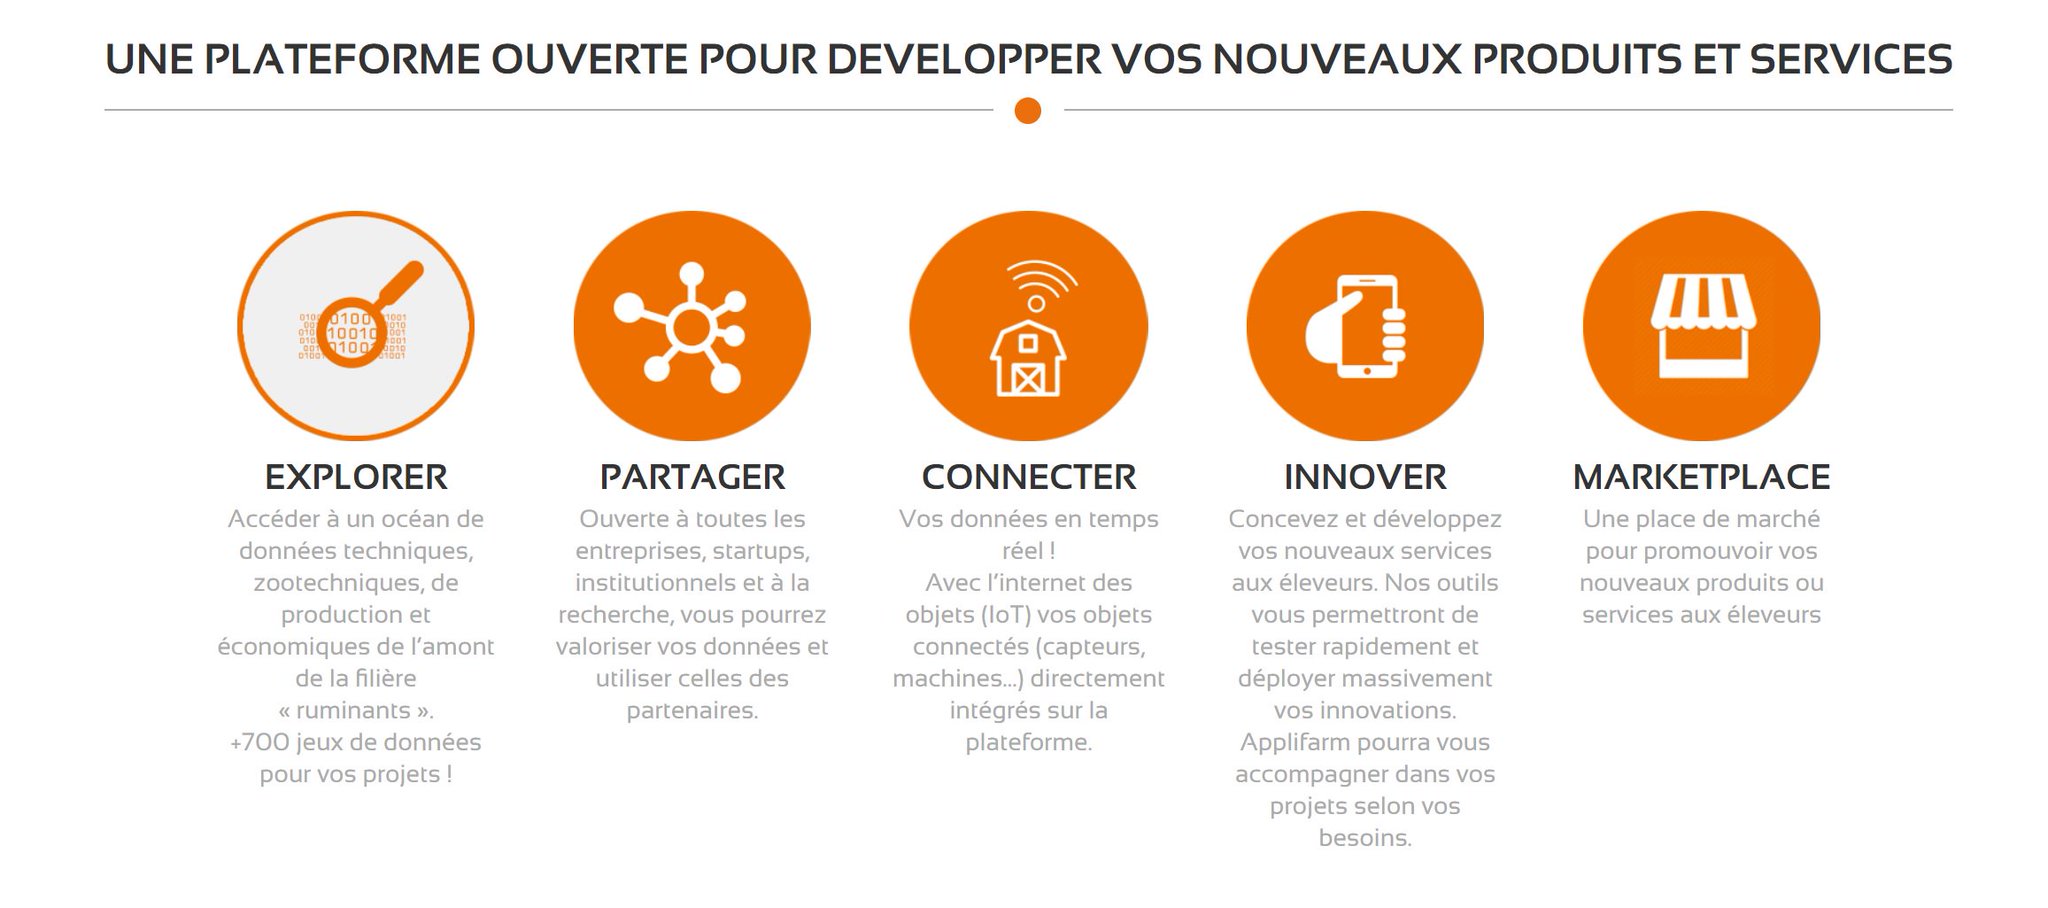 UNE PLATEFORME OUVERTE POUR DEVELOPPER VOS NOUVEAUX PRODUITS ET SERVICES
EXPLORER
Accéder à un océan de
données techniques,
zootechniques, de
production et
économiques de l'amont
de la filière
« ruminants ».
+700 jeux de données
pour vos projets !
PARTAGER
Ouverte à toutes les
entreprises, startups,
institutionnels et à la
recherche, vous pourrez
valoriser vos données et
utiliser celles des
partenaires.
CONNECTER
Vos données en temps
réel !
Avec l'internet des
objets (IoT) vos objets
connectés (capteurs,
machines...) directement
intégrés sur la
plateforme.
INNOVER
Concevez et développez
vos nouveaux services
aux éleveurs. Nos outils
vous permettront de
tester rapidement et
déployer massivement
vos innovations.
Applifarm pourra vous
accompagner dans vos
projets selon vos
besoins.
MARKETPLACE
Une place de marché
pour promouvoir vos
nouveaux produits ou
services aux éleveurs